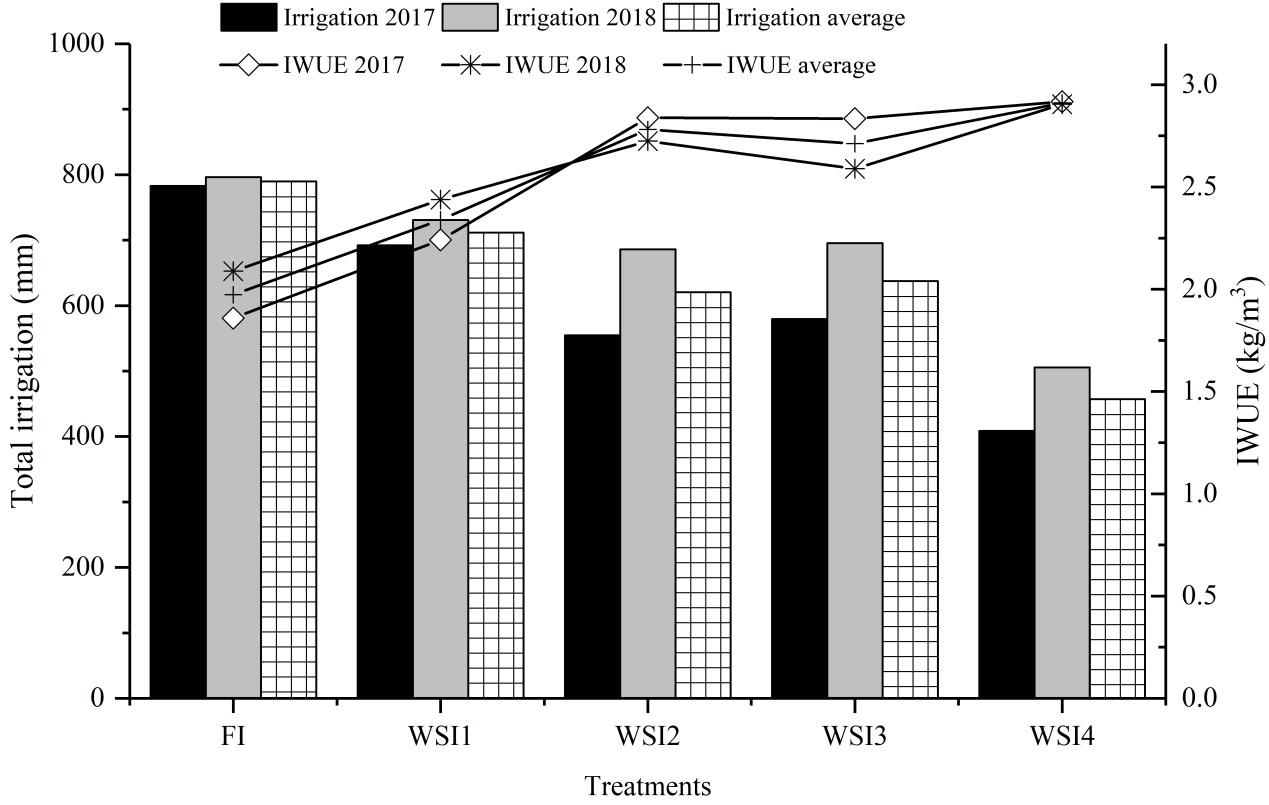 Irrigation 2017 Irrigation 2018 Irrigation average
IWUE 2017 IWUE 2018 IWUE average
1000
800
600
400
200
0
Total irrigation (mm)
3.0
2.5
2.0
1.5
1.0
0.5
0.0
IWUE (kg/m³)
FI WSI1 WSI2 WSI3 WSI4
Treatments